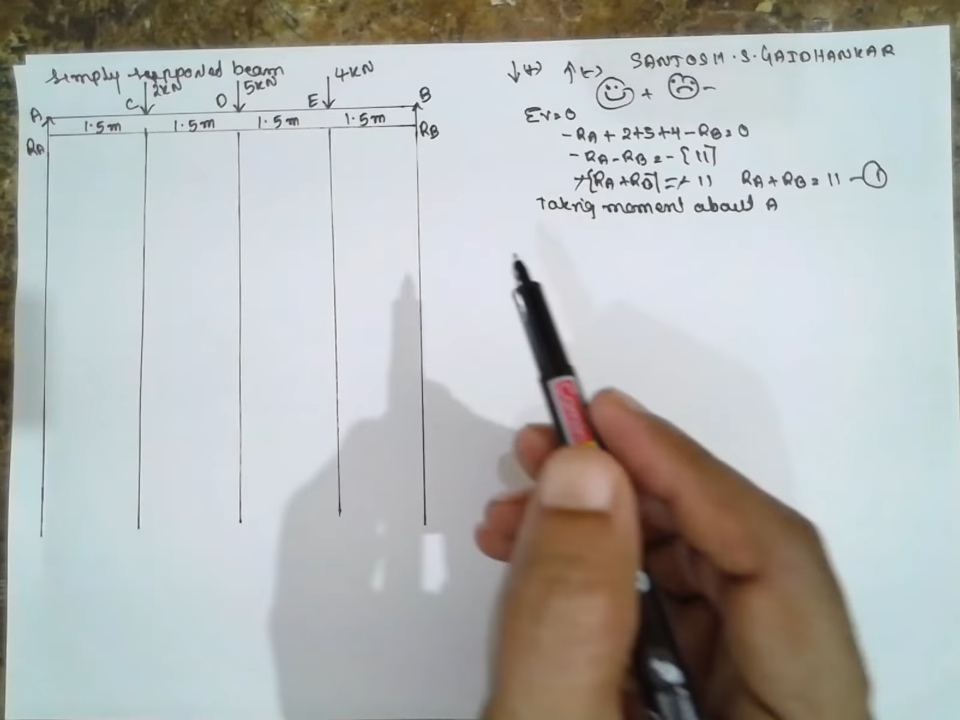 simply supported beam
2KN 5KN 4KN
A C D E B
1.5m 1.5m 1.5m 1.5m
RA RB
↓+) ↑(-) SANTOSH.S.GAIDHANKAR
+ -
Σv=0
-RA + 2+5+4-RB=0
-RA-RB=-[11]
+[RA+RB]=+11 RA+RB=11-①
Taking moment about A